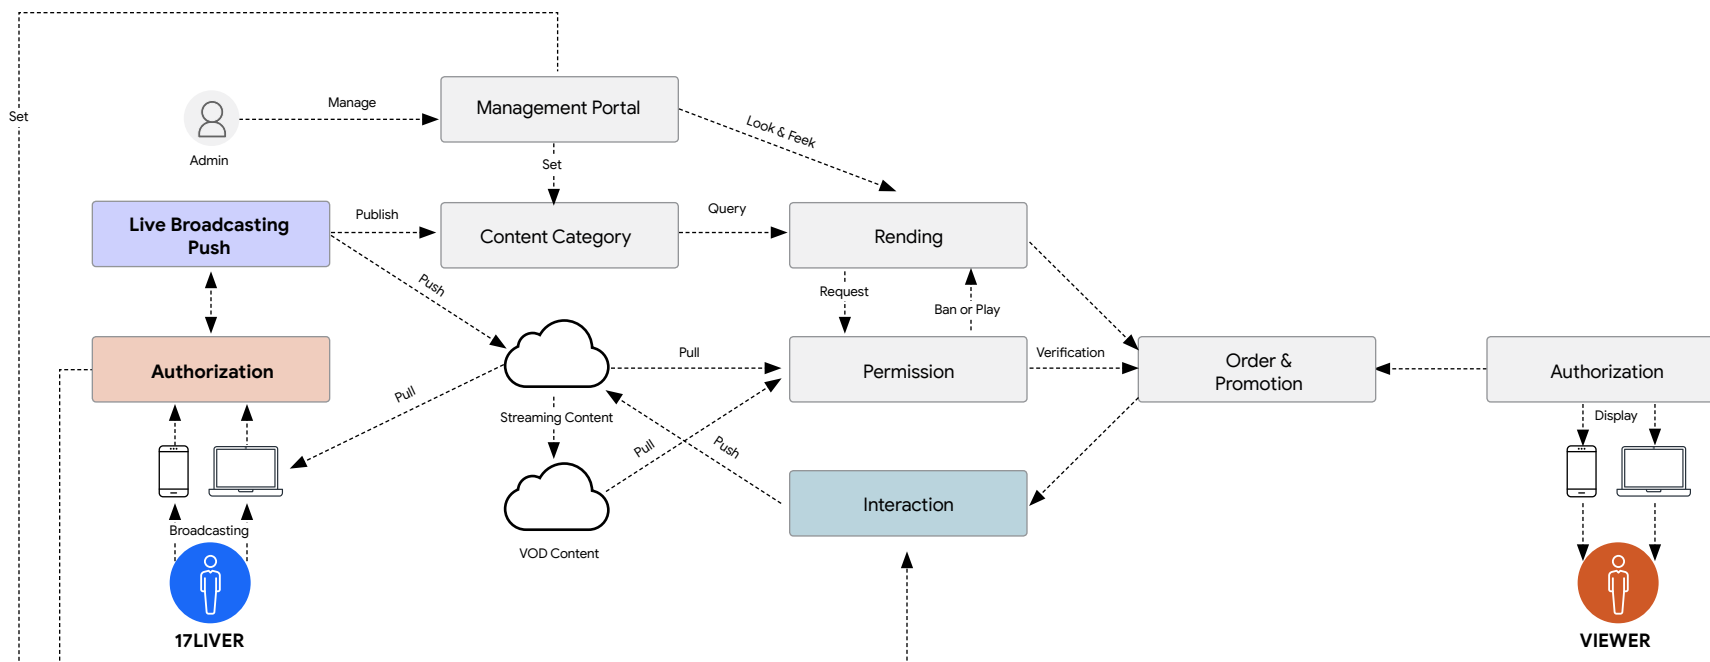 Set
Manage
Management Portal
Look & Feek
Admin
Set
Live Broadcasting
Push
Publish
Content Category
Query
Rending
Push
Request
Ban or Play
Authorization
Pull
Permission
Verification
Order &
Promotion
Authorization
Pull
Streaming Content
Display
Pull
Push
Interaction
Broadcasting
VOD Content
17LIVER
VIEWER